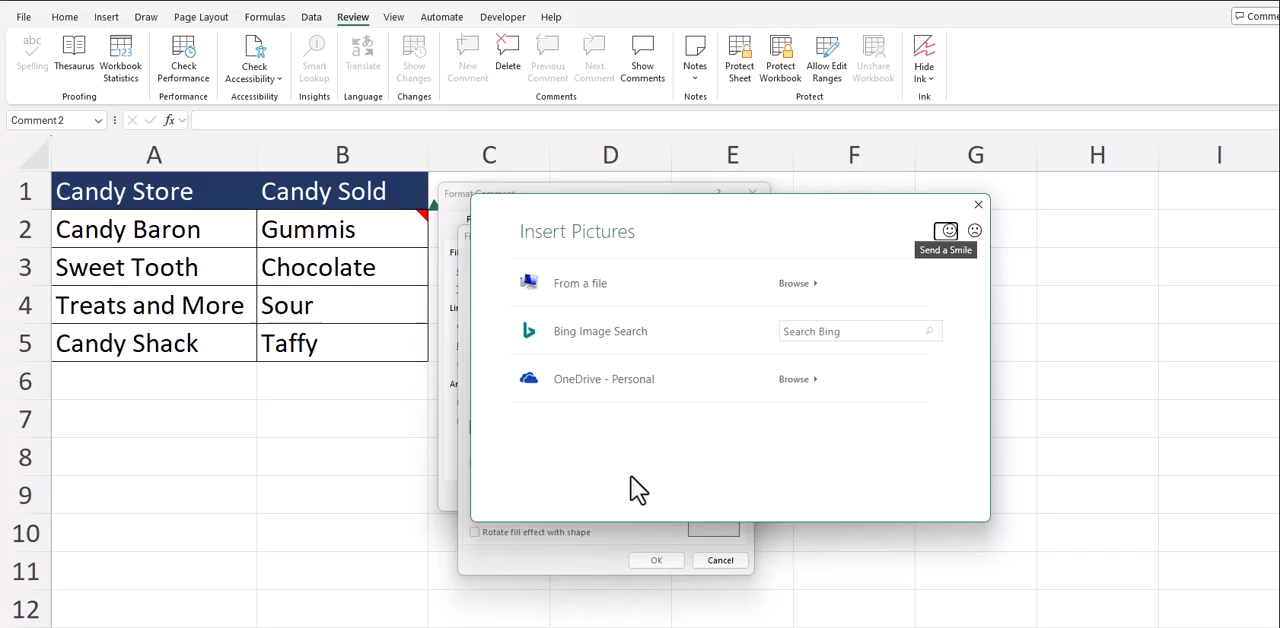 File Home Insert Draw Page Layout Formulas Data Review View Automate Developer Help
Comme
abc
Spelling Thesaurus Workbook Statistics Check Performance Check Accessibility Smart Lookup Translate Show Changes New Comment Delete Previous Comment Next Comment Show Comments Notes Protect Sheet Protect Workbook Allow Edit Ranges Unshare Workbook Hide Ink
Proofing Performance Accessibility Insights Language Changes Comments Notes Protect Ink
Comment 2 fx
A B C D E F G H I
1 Candy Store Candy Sold
2 Candy Baron Gummis
3 Sweet Tooth Chocolate
4 Treats and More Sour
5 Candy Shack Taffy
6
7
8
9
10
11
12
Format Comment ?
Insert Pictures
Send a Smile
From a file Browse
Bing Image Search Search Bing
OneDrive - Personal Browse
Rotate fill effect with shape
OK Cancel